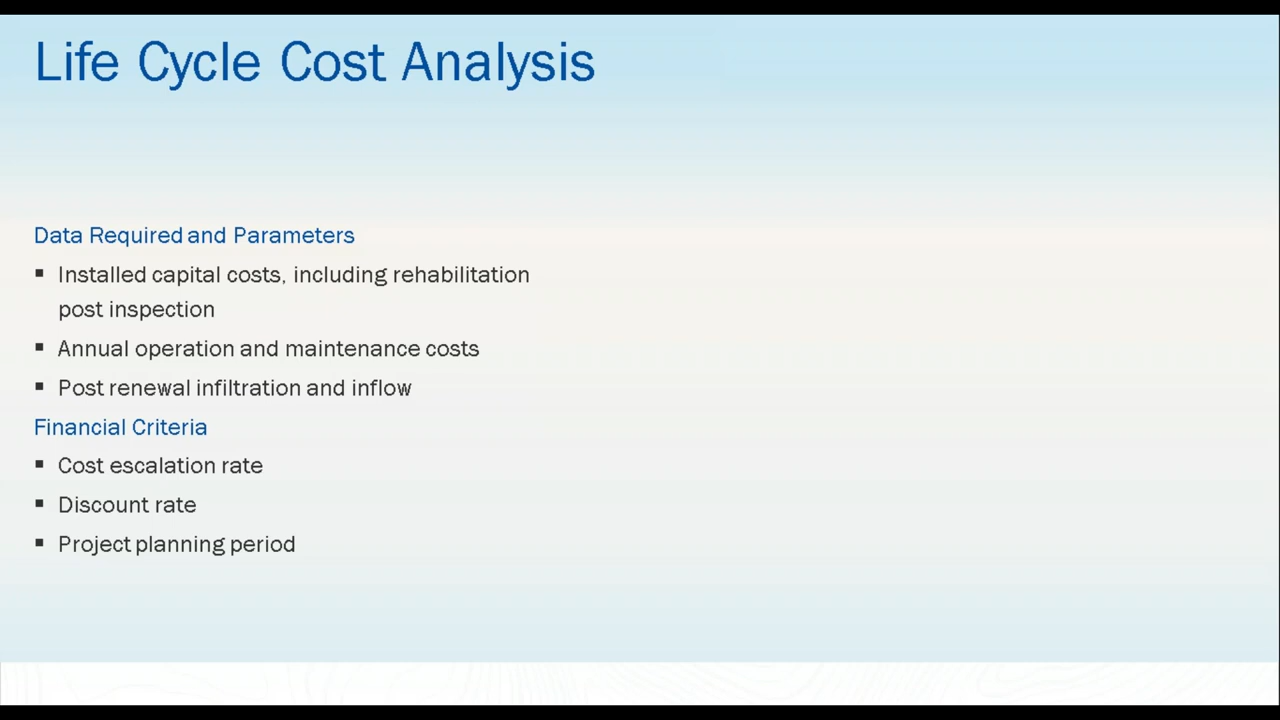 Life Cycle Cost Analysis
Data Required and Parameters
▪ Installed capital costs, including rehabilitation
post inspection
▪ Annual operation and maintenance costs
▪ Post renewal infiltration and inflow
Financial Criteria
▪ Cost escalation rate
▪ Discount rate
▪ Project planning period